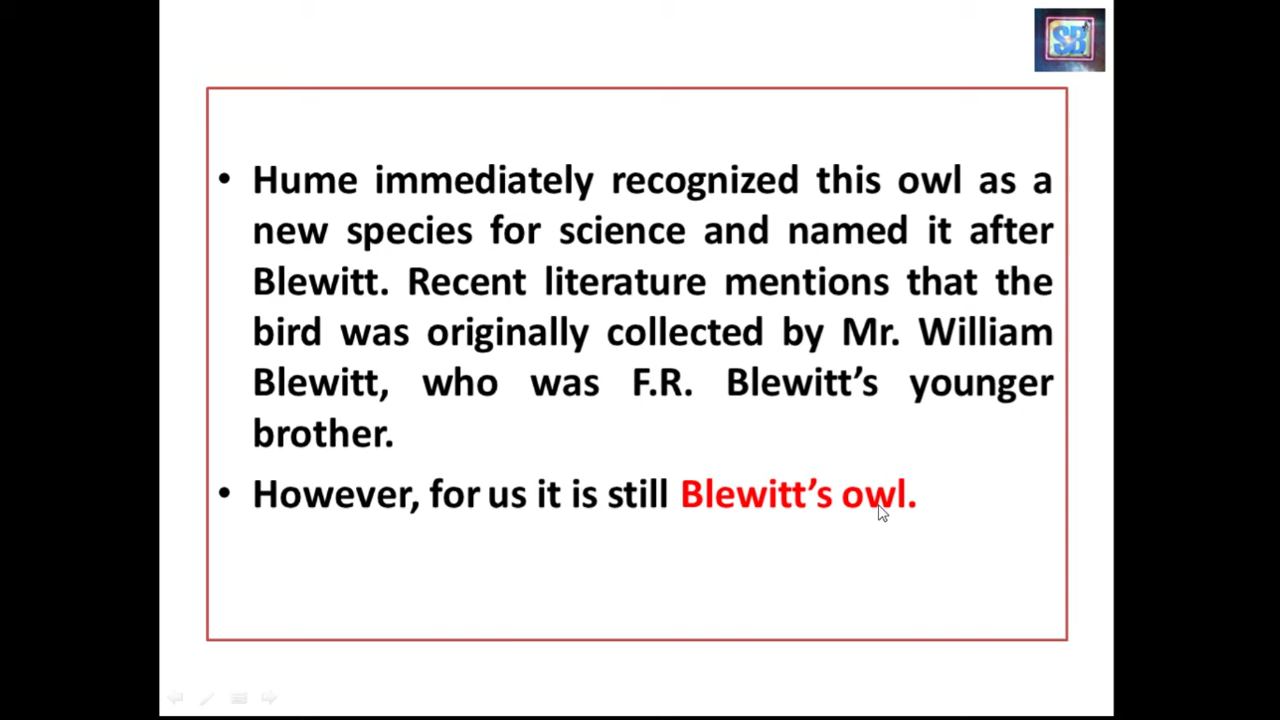 SB
• Hume immediately recognized this owl as a
new species for science and named it after
Blewitt. Recent literature mentions that the
bird was originally collected by Mr. William
Blewitt, who was F.R. Blewitt’s younger
brother.
• However, for us it is still Blewitt’s owl.